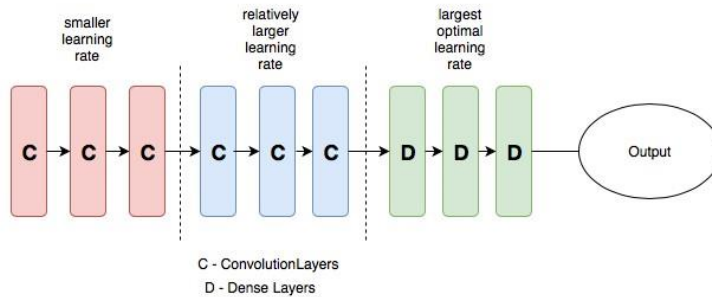 smaller
learning
rate
relatively
larger
learning
rate
largest
optimal
learning
rate
C C C C C C D D D Output
C - ConvolutionLayers
D - Dense Layers